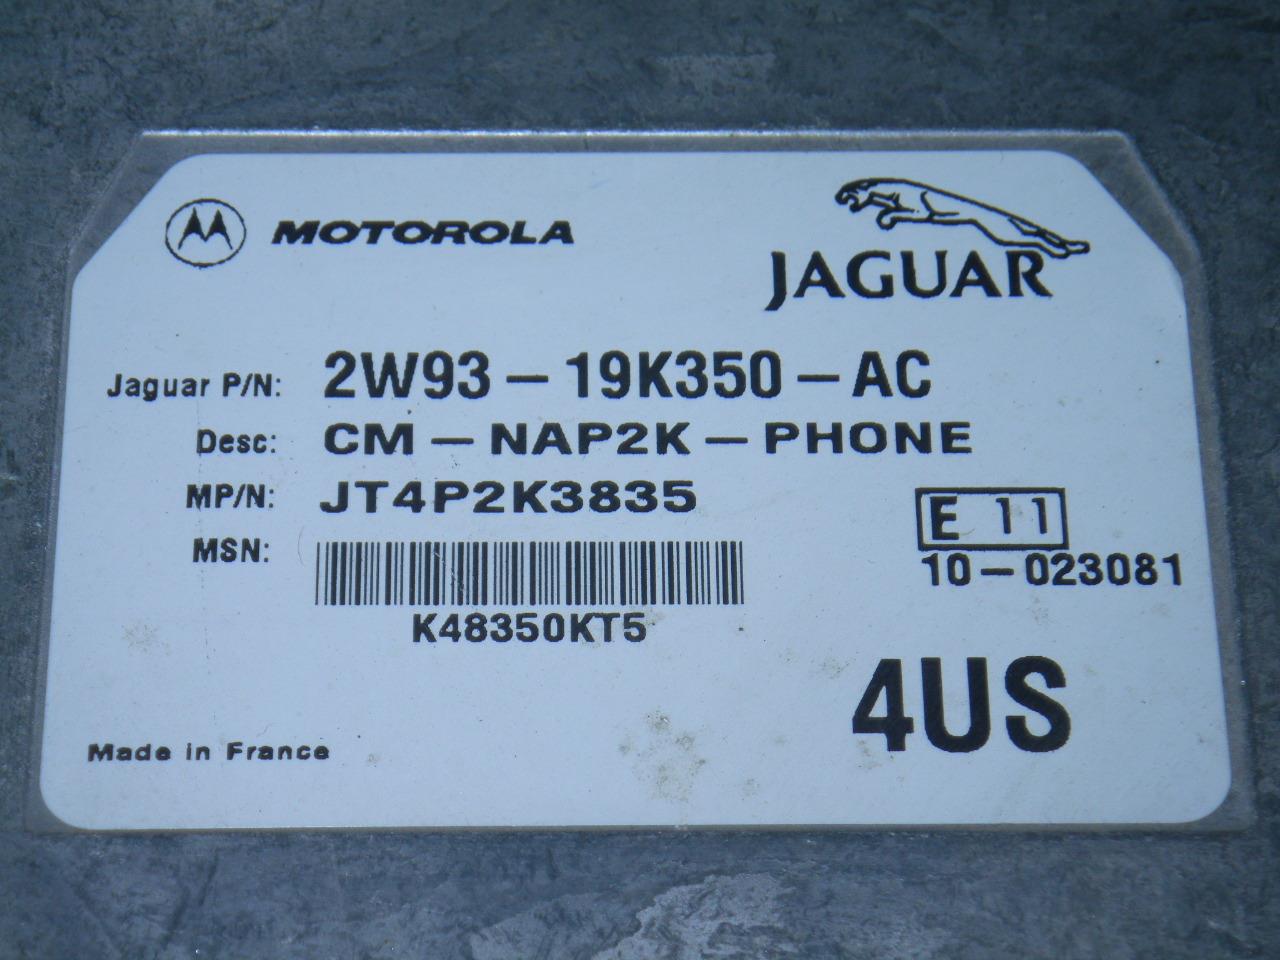 MOTOROLA
JAGUAR
Jaguar P/N: 2W93-19K350-AC
Desc: CM-NAP2K-PHONE
MP/N: JT4P2K3835
E 11
MSN:
10-023081
K48350KT5
4US
Made in France